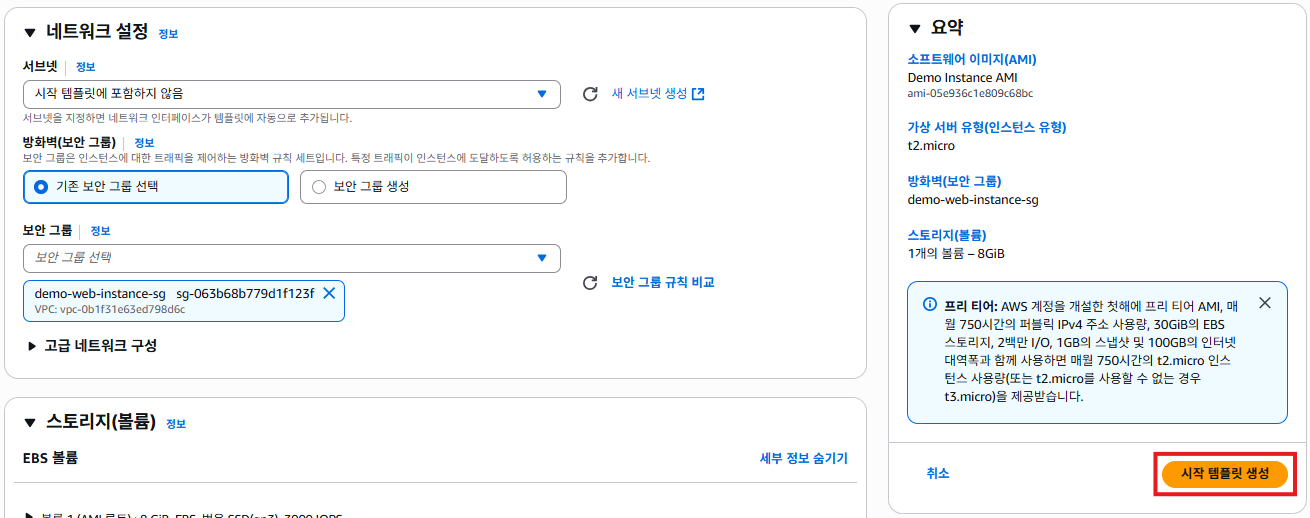 네트워크 설정 정보
서브넷 정보
시작 템플릿에 포함하지 않음
새 서브넷 생성
서브넷을 지정하면 네트워크 인터페이스가 템플릿에 자동으로 추가됩니다.
방화벽(보안 그룹) 정보
보안 그룹은 인스턴스에 대한 트래픽을 제어하는 방화벽 규칙 세트입니다. 특정 트래픽이 인스턴스에 도달하도록 허용하는 규칙을 추가합니다.
기존 보안 그룹 선택
보안 그룹 생성
보안 그룹 정보
보안 그룹 선택
보안 그룹 규칙 비교
demo-web-instance-sg sg-063b68b779d1f123f
VPC: vpc-0b1f31e63ed798d6c
고급 네트워크 구성
스토리지(볼륨) 정보
EBS 볼륨
세부 정보 숨기기
볼륨 1 (AMI 루트) : 8 GiB, EBS, 범용 SSD(gp3), 3000 IOPS
요약
소프트웨어 이미지(AMI)
Demo Instance AMI
ami-05e936c1e809c68bc
가상 서버 유형(인스턴스 유형)
t2.micro
방화벽(보안 그룹)
demo-web-instance-sg
스토리지(볼륨)
1개의 볼륨 – 8GiB
프리 티어: AWS 계정을 개설한 첫해에 프리 티어 AMI, 매
월 750시간의 퍼블릭 IPv4 주소 사용량, 30GiB의 EBS
스토리지, 2백만 I/O, 1GB의 스냅샷 및 100GB의 인터넷
대역폭과 함께 사용하면 매월 750시간의 t2.micro 인스
턴스 사용량(또는 t2.micro를 사용할 수 없는 경우
t3.micro)을 제공받습니다.
취소
시작 템플릿 생성